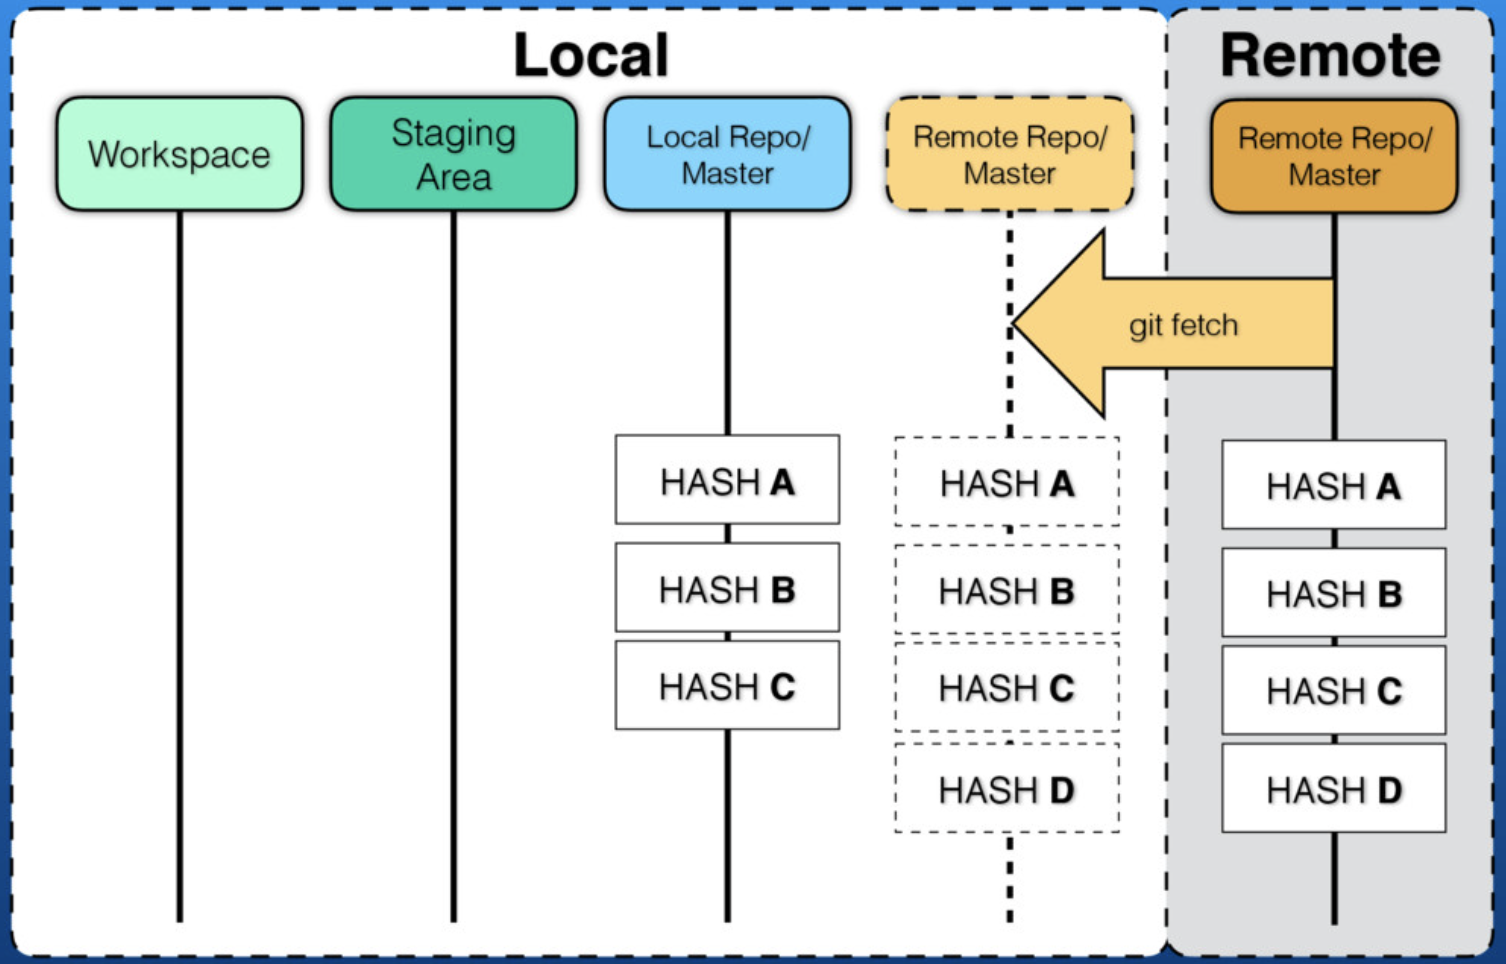 Local
Remote
Workspace
Staging
Area
Local Repo/
Master
Remote Repo/
Master
Remote Repo/
Master
git fetch
HASH A
HASH B
HASH C
HASH A
HASH B
HASH C
HASH D
HASH A
HASH B
HASH C
HASH D